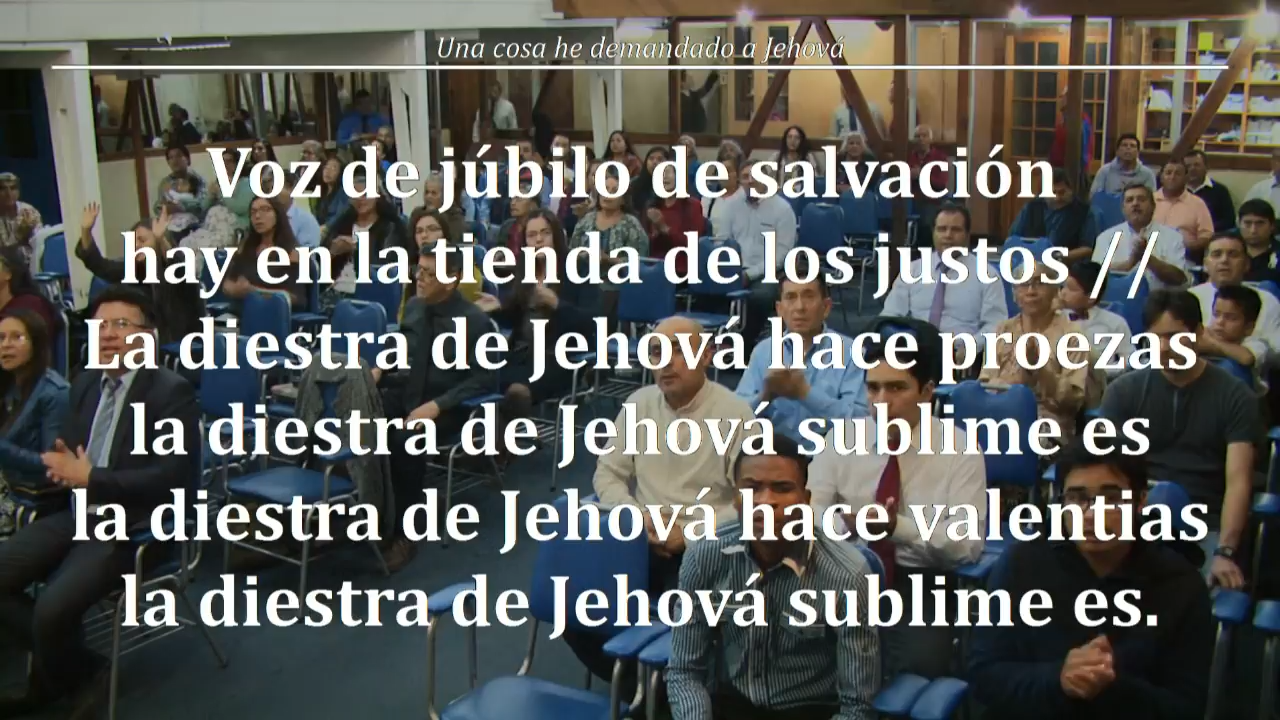 Una cosa he demandado a Jehová
Voz de júbilo de salvación
hay en la tienda de los justos //
La diestra de Jehová hace proezas
la diestra de Jehová sublime es
la diestra de Jehová hace valentias
la diestra de Jehová sublime es.